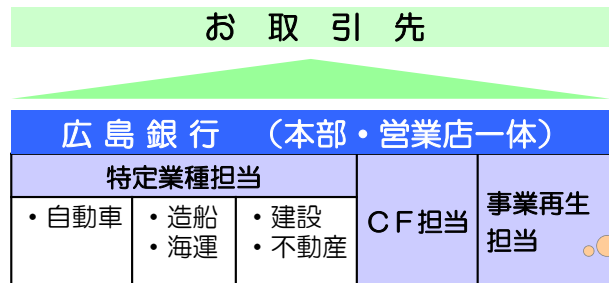 お取引先
広島銀行 （本部・営業店一体）
特定業種担当
・自動車
・造船
・海運
・建設
・不動産
ＣＦ担当
事業再生
担当